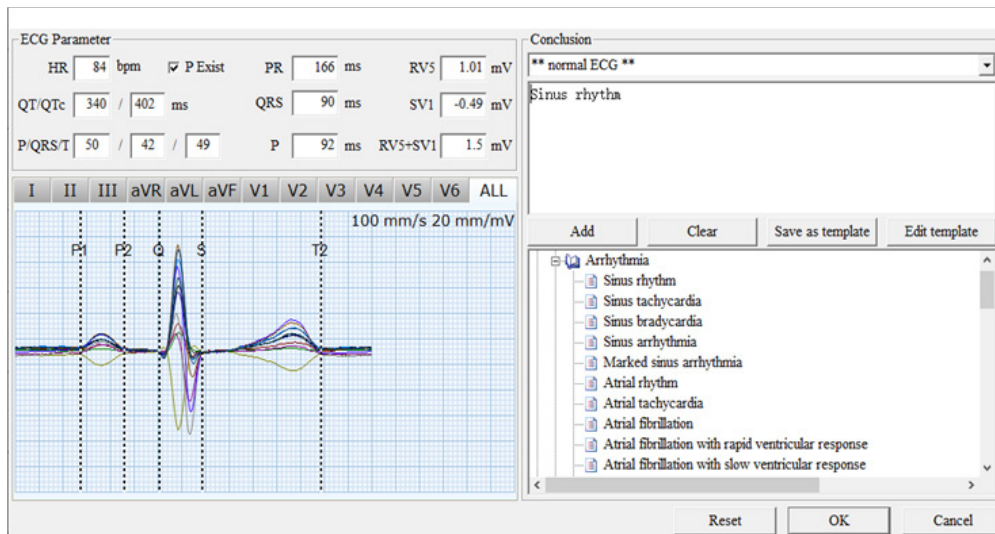 ECG Parameter
HR 84 bpm P Exist PR 166 ms RV5 1.01 mV
QT/QTc 340 / 402 ms QRS 90 ms SV1 -0.49 mV
P/QRS/T 50 / 42 / 49 P 92 ms RV5+SV1 1.5 mV
I II III aVR aVL aVF V1 V2 V3 V4 V5 V6 ALL
100 mm/s 20 mm/mV
P1 P2 Q S T2
Conclusion
** normal ECG **
Sinus rhythm
Add Clear Save as template Edit template
Arrhythmia
Sinus rhythm
Sinus tachycardia
Sinus bradycardia
Sinus arrhythmia
Marked sinus arrhythmia
Atrial rhythm
Atrial tachycardia
Atrial fibrillation
Atrial fibrillation with rapid ventricular response
Atrial fibrillation with slow ventricular response
Reset OK Cancel